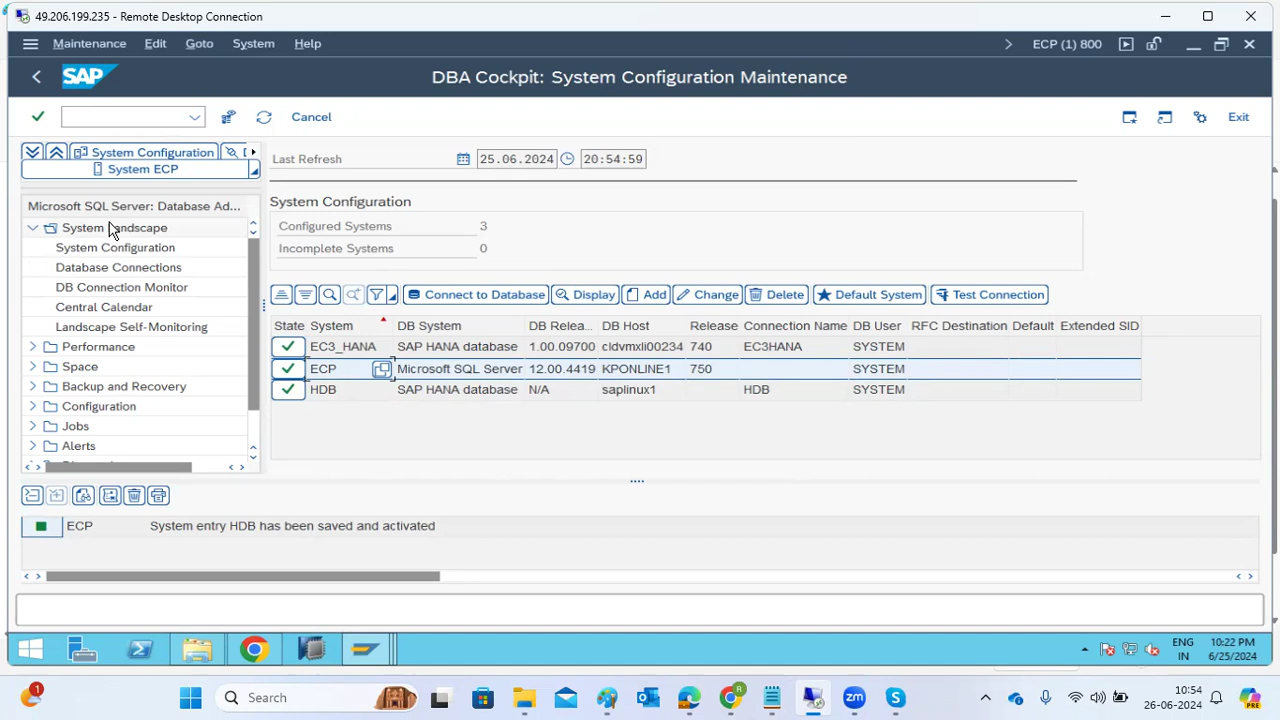 49.206.199.235 - Remote Desktop Connection
Maintenance Edit Goto System Help
ECP (1) 800
SAP
DBA Cockpit: System Configuration Maintenance
Cancel
Exit
System Configuration
System ECP
Last Refresh 25.06.2024 20:54:59
Microsoft SQL Server: Database Ad...
System Landscape
System Configuration
Database Connections
DB Connection Monitor
Central Calendar
Landscape Self-Monitoring
Performance
Space
Backup and Recovery
Configuration
Jobs
Alerts
System Configuration
Configured Systems 3
Incomplete Systems 0
Connect to Database Display Add Change Delete Default System Test Connection
State System DB System DB Relea... DB Host Release Connection Name DB User RFC Destination Default Extended SID
EC3_HANA SAP HANA database 1.00.09700 cldvmxli00234 740 EC3HANA SYSTEM
ECP Microsoft SQL Server 12.00.4419 KPONLINE1 750 SYSTEM
HDB SAP HANA database N/A saplinux1 HDB SYSTEM
ECP System entry HDB has been saved and activated
ENG
IN
10:22 PM
6/25/2024
1
Search
PRE
10:54
26-06-2024